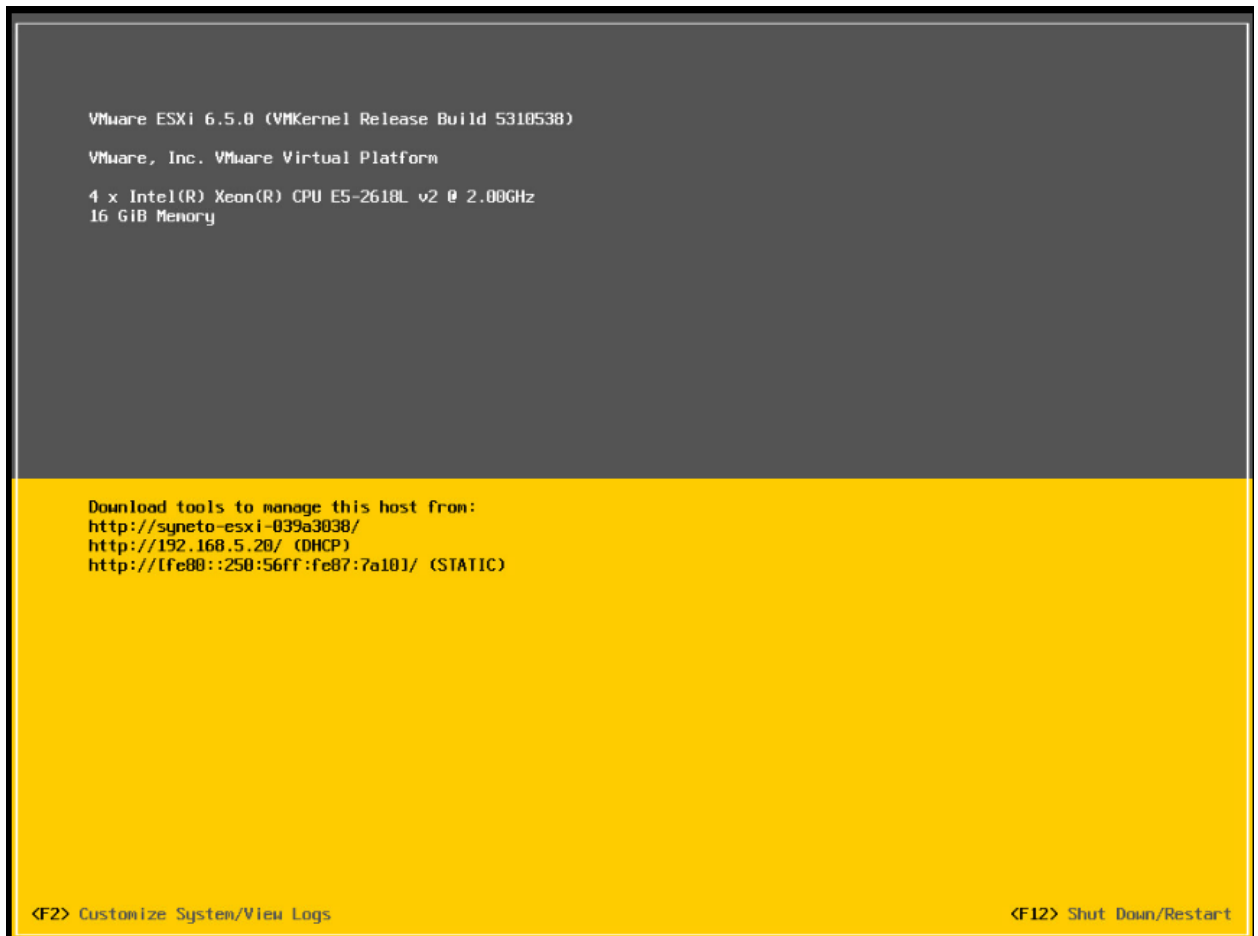 VMware ESXi 6.5.0 (VMKernel Release Build 5310538)
VMware, Inc. VMware Virtual Platform
4 x Intel(R) Xeon(R) CPU E5-2618L v2 @ 2.00GHz
16 GiB Memory
Download tools to manage this host from:
http://syneto-esxi-039a3038/
http://192.168.5.20/ (DHCP)
http://[fe80::250:56ff:fe87:7a10]/ (STATIC)
<F2> Customize System/View Logs
<F12> Shut Down/Restart